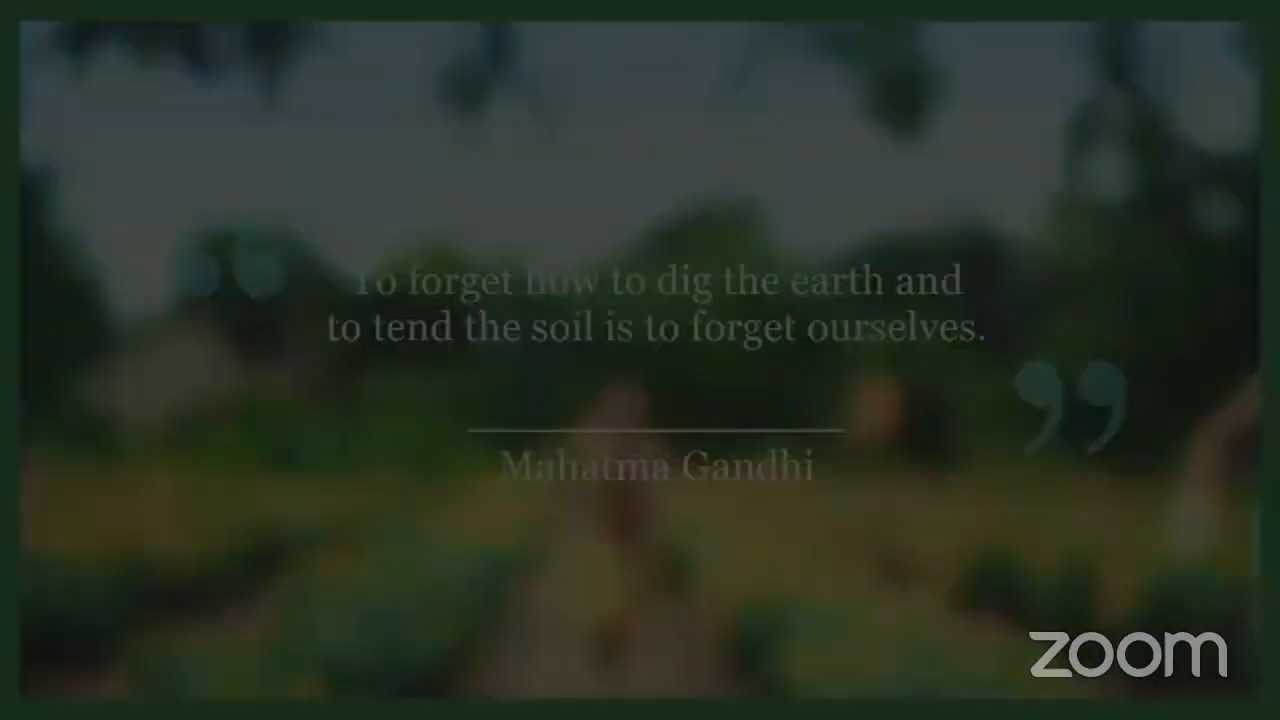 To forget how to dig the earth and
to tend the soil is to forget ourselves.
”
Mahatma Gandhi
zoom